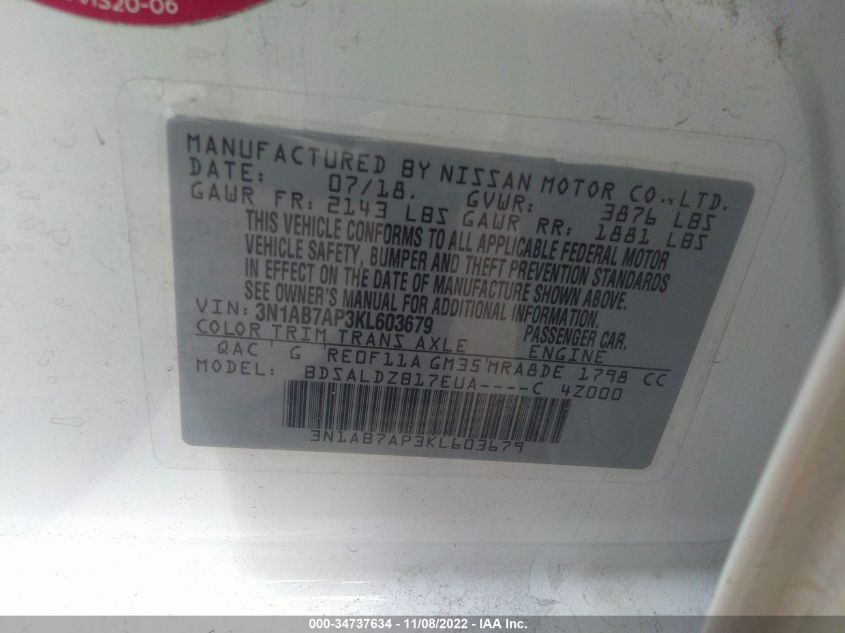 MIS20-06
MANUFACTURED BY NISSAN MOTOR CO., LTD.
DATE: 07/18. GVWR: 3876 LBS
GAWR FR: 2143 LBS GAWR RR: 1881 LBS
THIS VEHICLE CONFORMS TO ALL APPLICABLE FEDERAL MOTOR
VEHICLE SAFETY, BUMPER AND THEFT PREVENTION STANDARDS
IN EFFECT ON THE DATE OF MANUFACTURE SHOWN ABOVE.
SEE OWNER'S MANUAL FOR ADDITIONAL INFORMATION.
VIN: 3N1AB7AP3KL603679 PASSENGER CAR.
COLOR TRIM TRANS AXLE ENGINE
QAC ' G 'RE0F11A GM35'MRA8DE 1798 CC
MODEL: BDSALDZB17EUA----C 4Z000
3N1AB7AP3KL603679
000-34737634 - 11/08/2022 - IAA Inc.